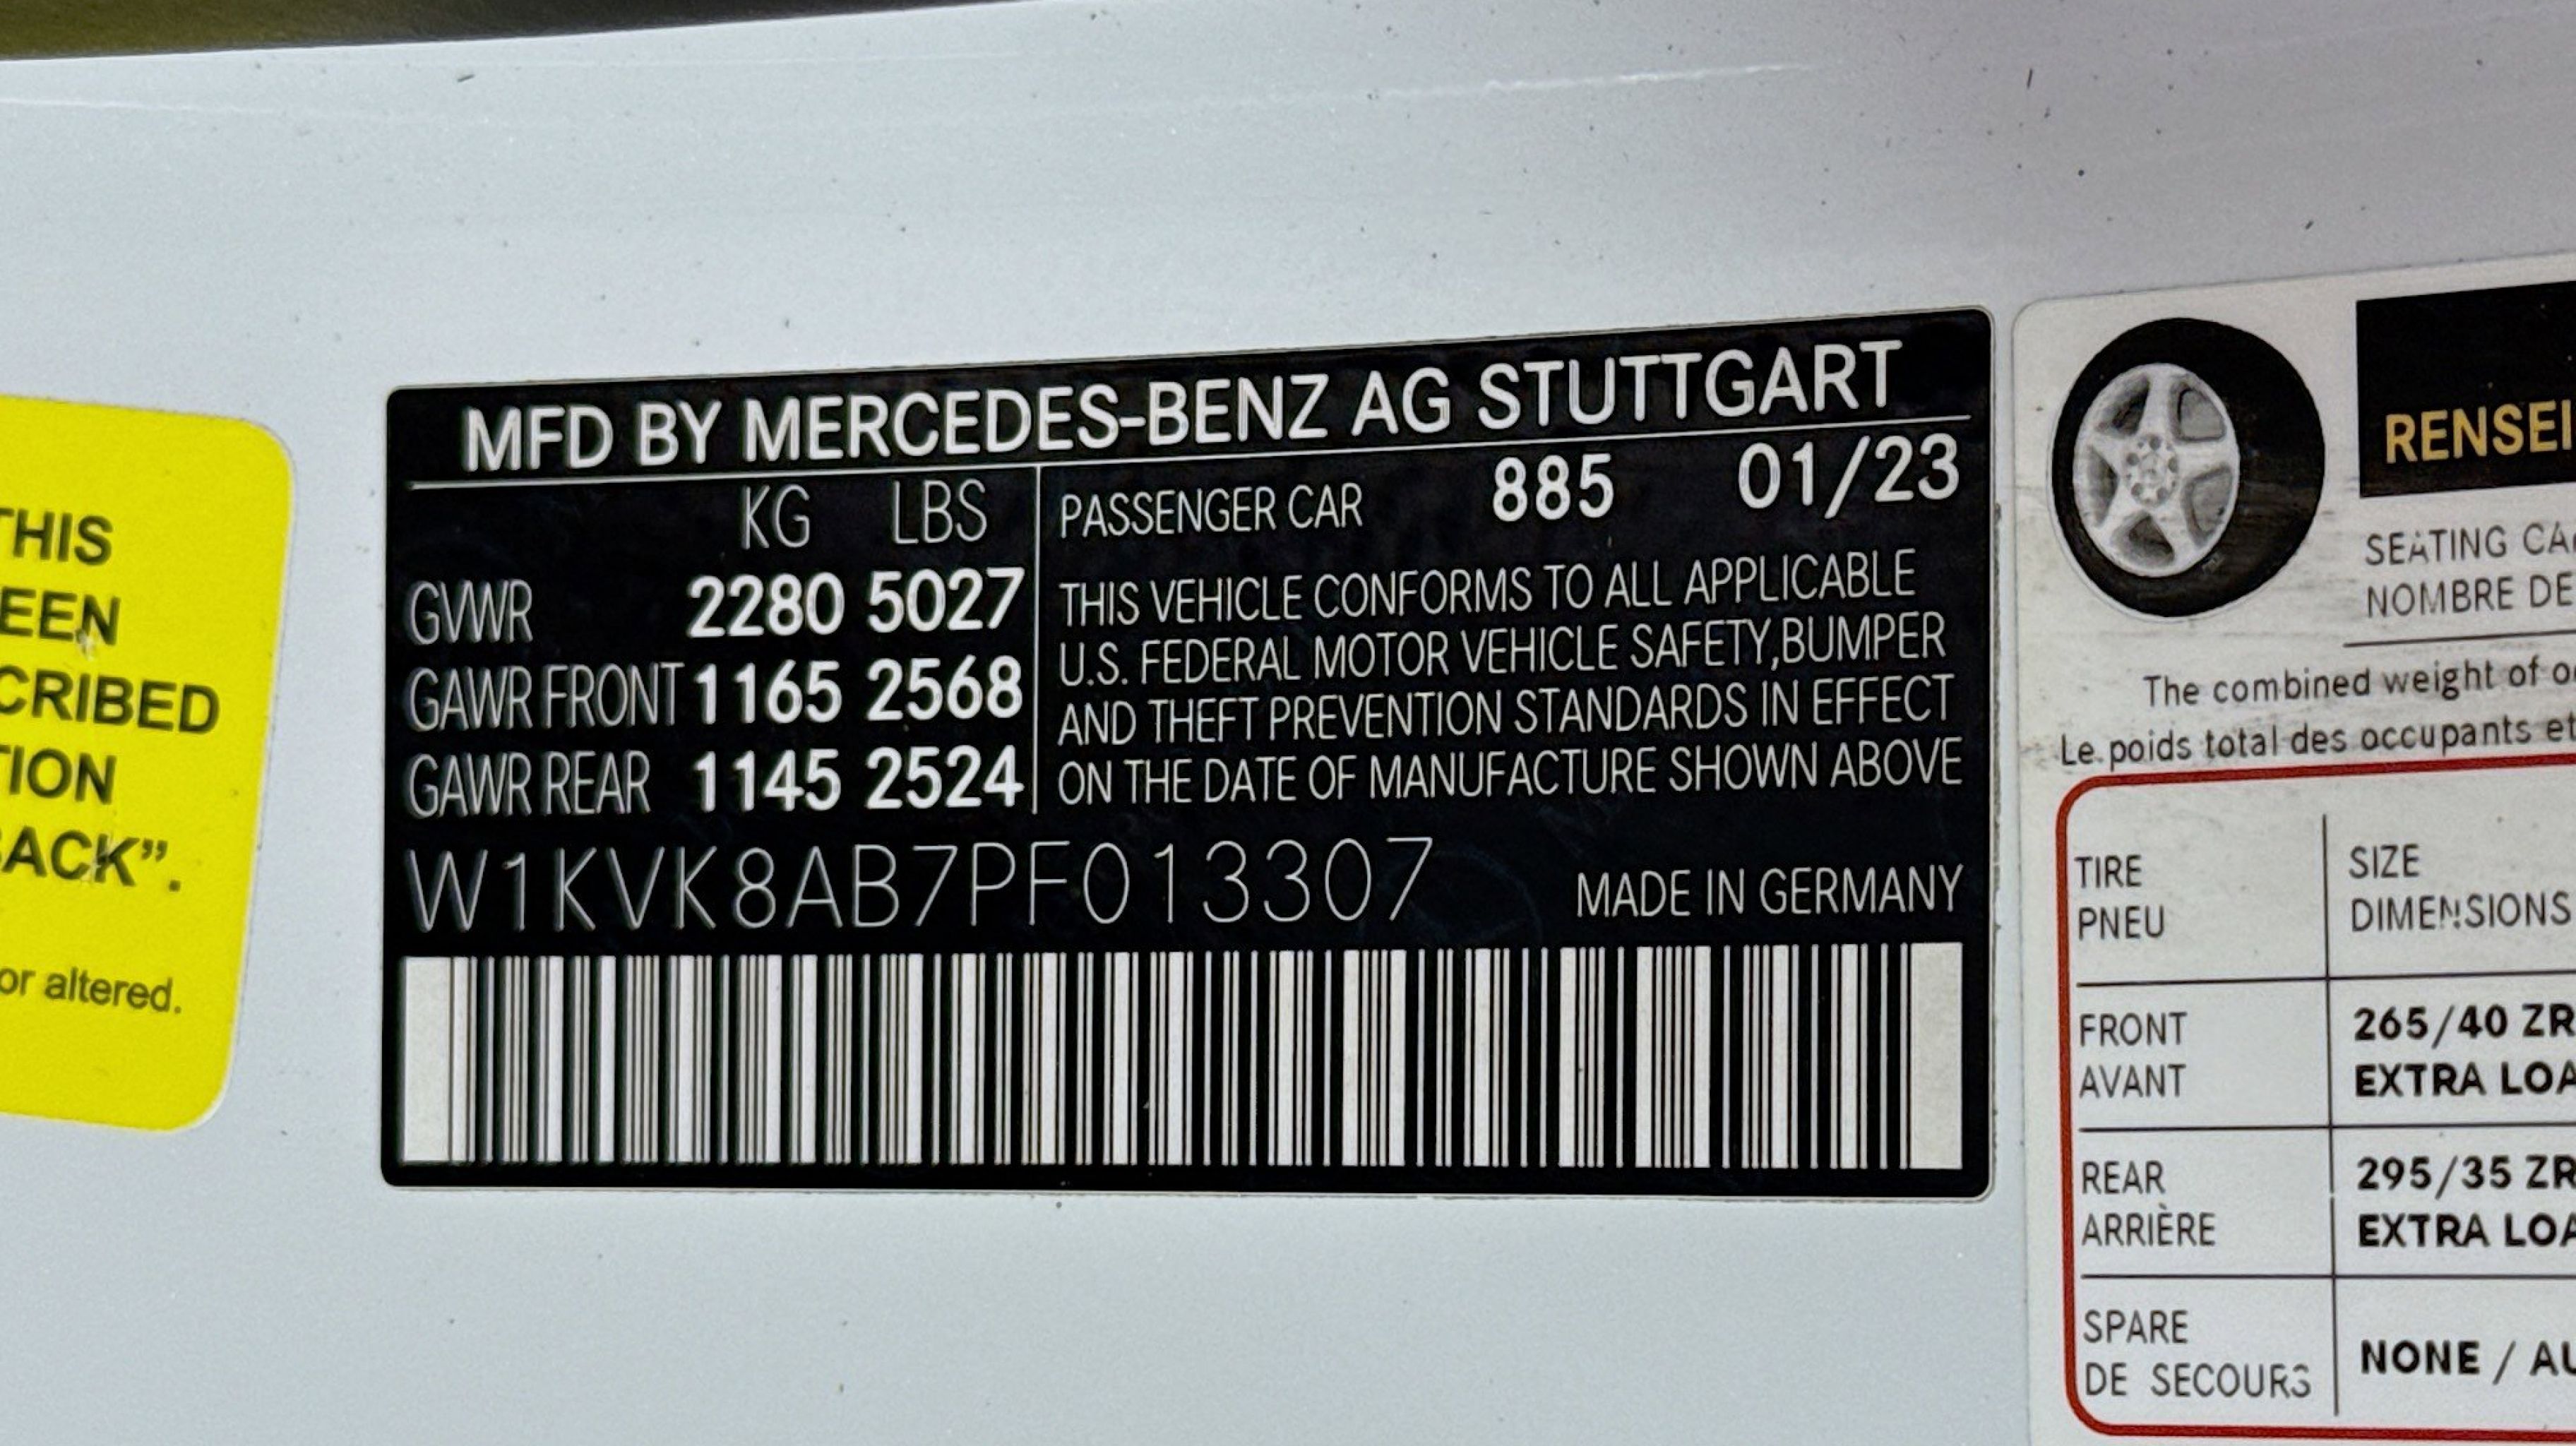 THIS
EEN
CRIBED
TION
BACK”.
or altered.
MFD BY MERCEDES-BENZ AG STUTTGART
KG LBS
GVWR 2280 5027
GAWR FRONT 1165 2568
GAWR REAR 1145 2524
PASSENGER CAR 885 01/23
THIS VEHICLE CONFORMS TO ALL APPLICABLE
U.S. FEDERAL MOTOR VEHICLE SAFETY,BUMPER
AND THEFT PREVENTION STANDARDS IN EFFECT
ON THE DATE OF MANUFACTURE SHOWN ABOVE
W1KVK8AB7PF013307
MADE IN GERMANY
RENSEI
SEATING CA
NOMBRE DE
The combined weight of o
Le poids total des occupants et
TIRE SIZE
PNEU DIMENSIONS
FRONT 265/40 ZR
AVANT EXTRA LOA
REAR 295/35 ZR
ARRIÈRE EXTRA LOA
SPARE
DE SECOURS NONE / AU